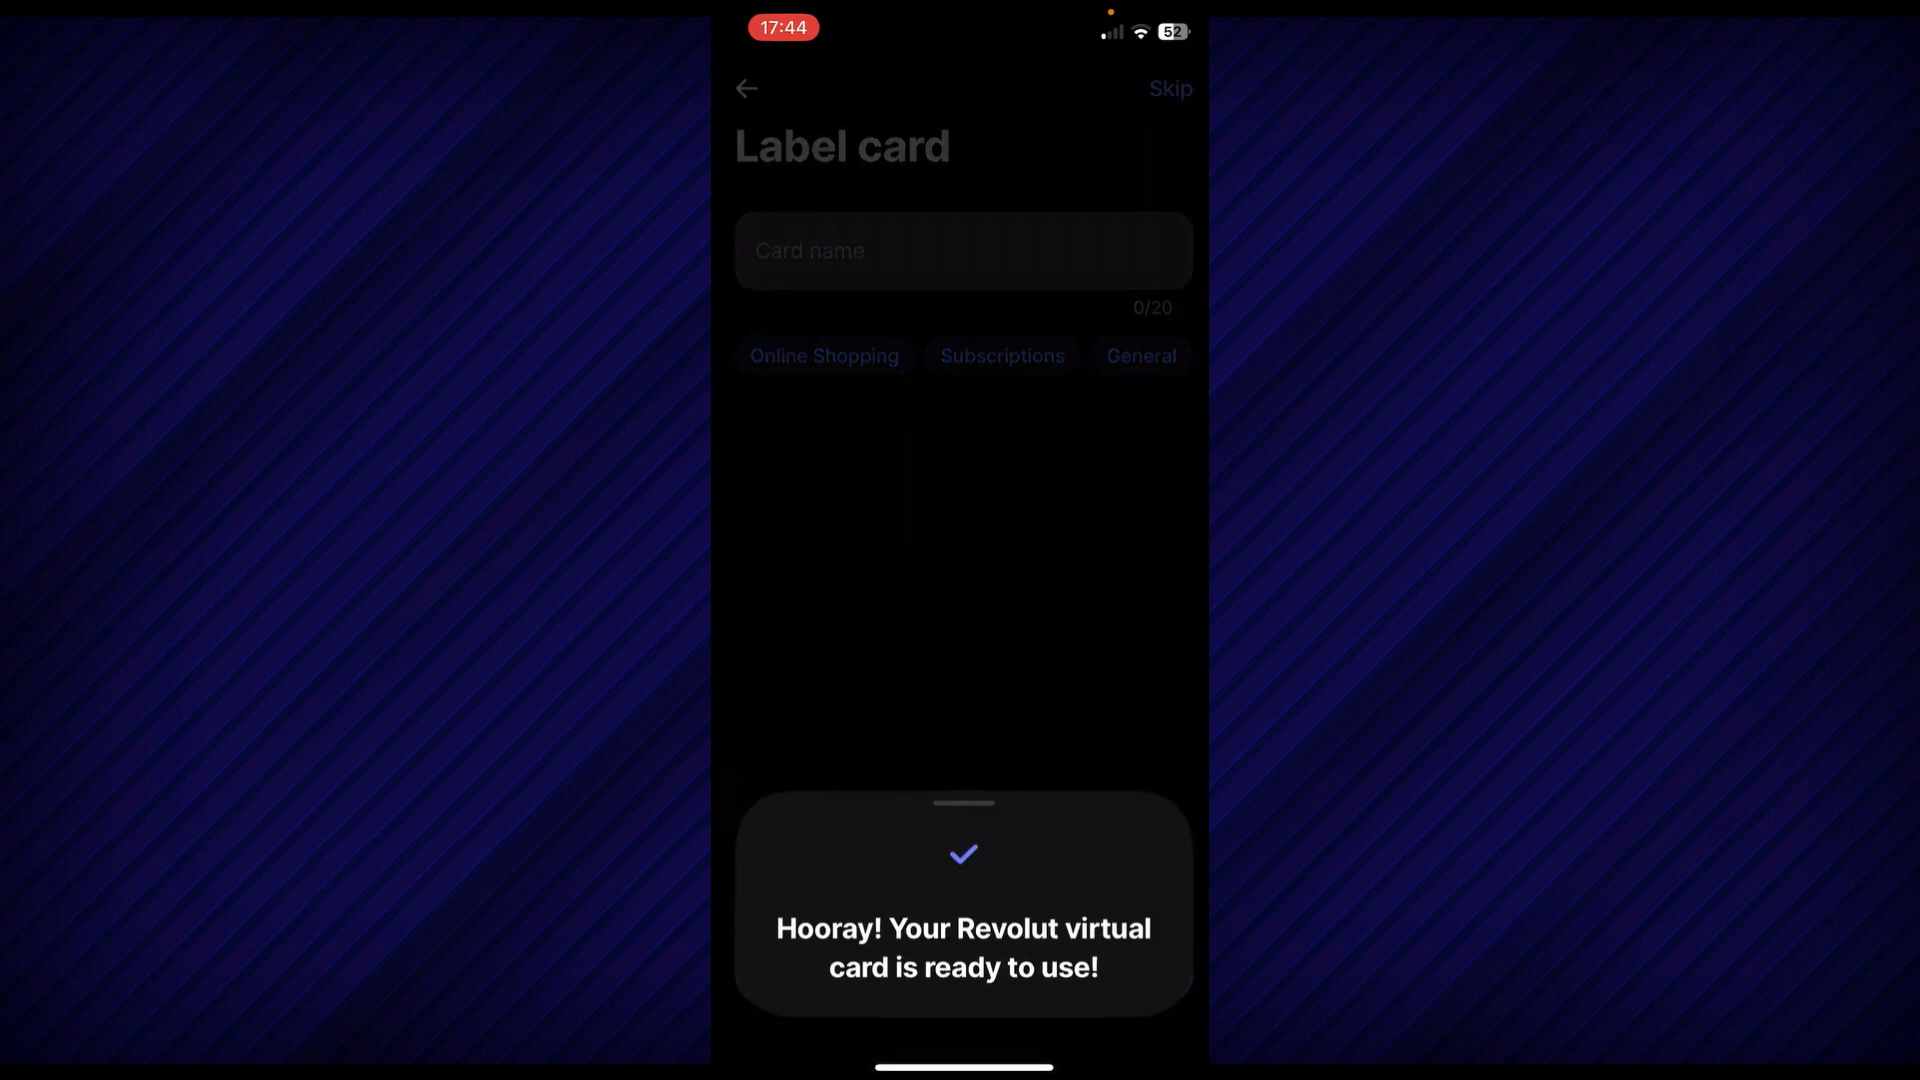 17:44
52
Skip
Label card
Card name
0/20
Online Shopping Subscriptions General
Hooray! Your Revolut virtual
card is ready to use!